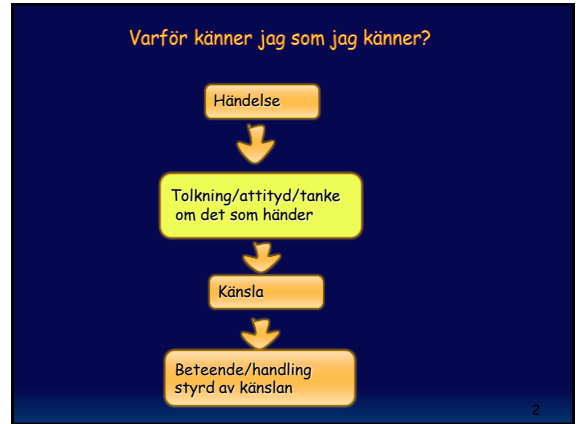 Varför känner jag som jag känner?
Händelse
Tolkning/attityd/tanke
om det som händer
Känsla
Beteende/handling
styrd av känslan
2